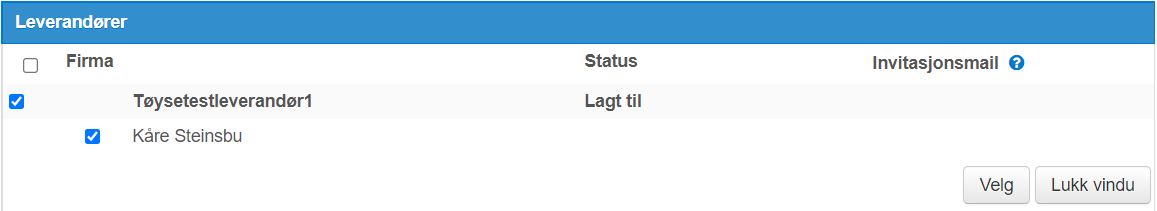 Leverandører
Firma Status Invitasjonsmail ?
Tøysetestleverandør1 Lagt til
Kåre Steinsbu
Velg Lukk vindu